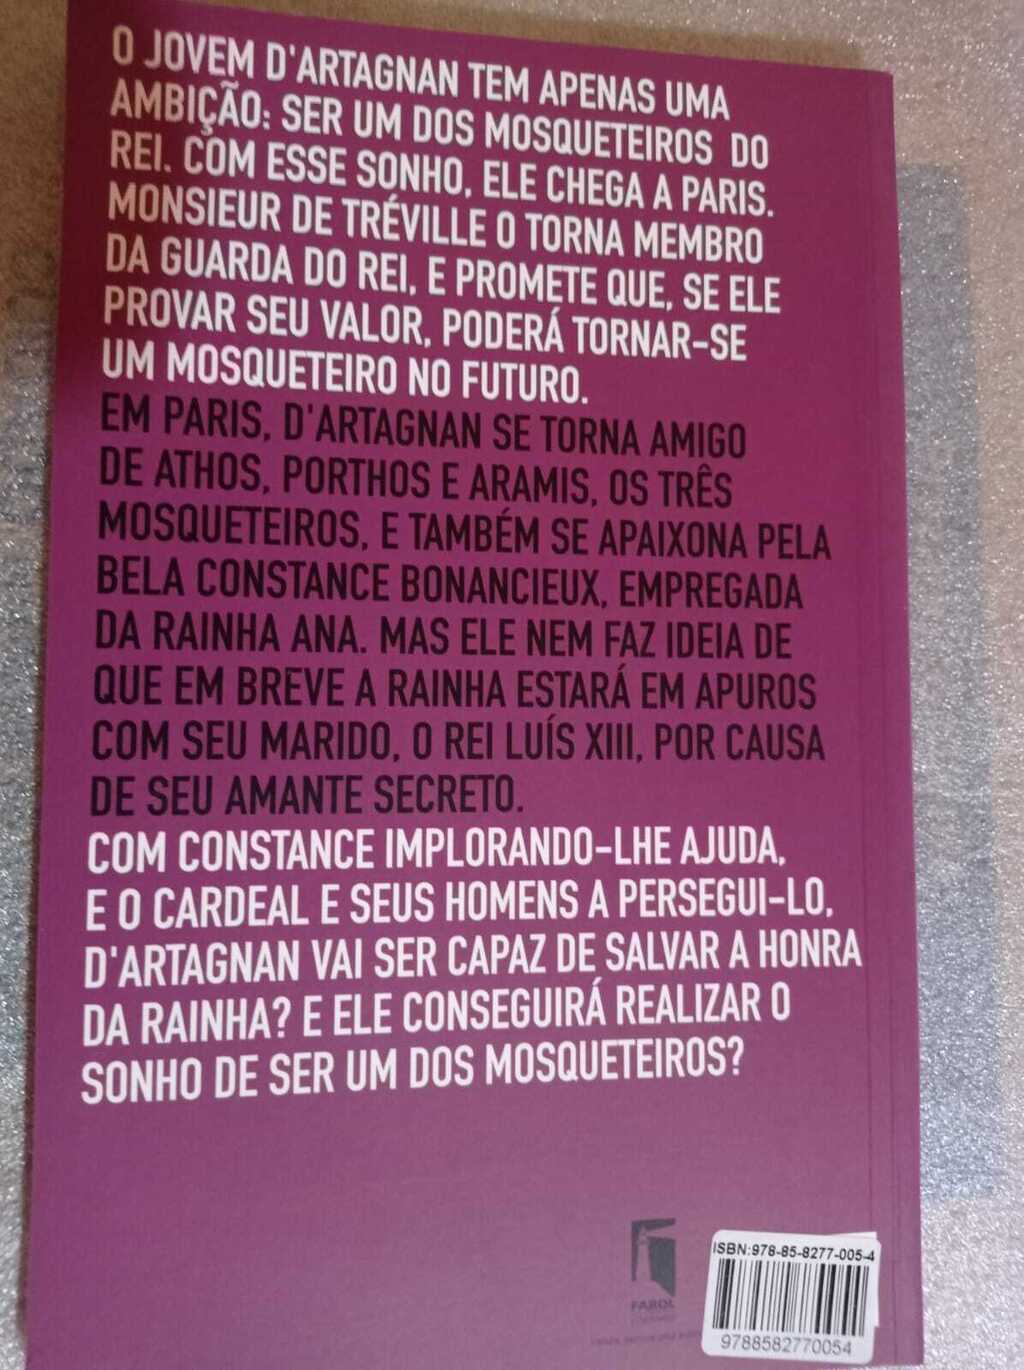 O JOVEM D'ARTAGNAN TEM APENAS UMA
AMBIÇÃO: SER UM DOS MOSQUETEIROS DO
REI. COM ESSE SONHO, ELE CHEGA A PARIS.
MONSIEUR DE TRÉVILLE O TORNA MEMBRO
DA GUARDA DO REI, E PROMETE QUE, SE ELE
PROVAR SEU VALOR, PODERÁ TORNAR-SE
UM MOSQUETEIRO NO FUTURO.
EM PARIS, D'ARTAGNAN SE TORNA AMIGO
DE ATHOS, PORTHOS E ARAMIS, OS TRÊS
MOSQUETEIROS, E TAMBÉM SE APAIXONA PELA
BELA CONSTANCE BONANCIEUX, EMPREGADA
DA RAINHA ANA. MAS ELE NEM FAZ IDEIA DE
QUE EM BREVE A RAINHA ESTARÁ EM APUROS
COM SEU MARIDO, O REI LUÍS XIII, POR CAUSA
DE SEU AMANTE SECRETO.
COM CONSTANCE IMPLORANDO-LHE AJUDA,
E O CARDEAL E SEUS HOMENS A PERSEGUI-LO,
D'ARTAGNAN VAI SER CAPAZ DE SALVAR A HONRA
DA RAINHA? E ELE CONSEGUIRÁ REALIZAR O
SONHO DE SER UM DOS MOSQUETEIROS?
FAROL
ISBN:978-85-8277-005-4
9788582770054